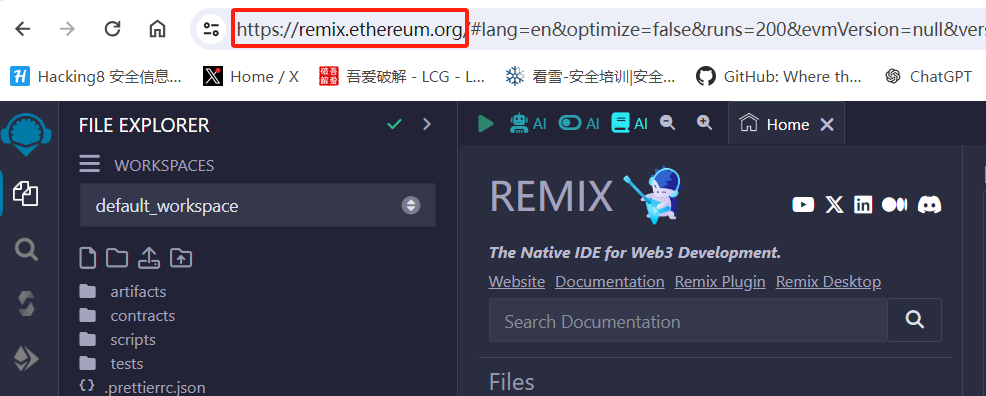 https://remix.ethereum.org/#lang=en&optimize=false&runs=200&evmVersion=null&vers
Hacking8 安全信息... Home / X 吾爱破解 - LCG - L... 看雪-安全培训|安全... GitHub: Where th... ChatGPT
FILE EXPLORER
AI AI AI Home
WORKSPACES
default_workspace
artifacts
contracts
scripts
tests
.prettierrc.json
REMIX
The Native IDE for Web3 Development.
Website Documentation Remix Plugin Remix Desktop
Search Documentation
Files